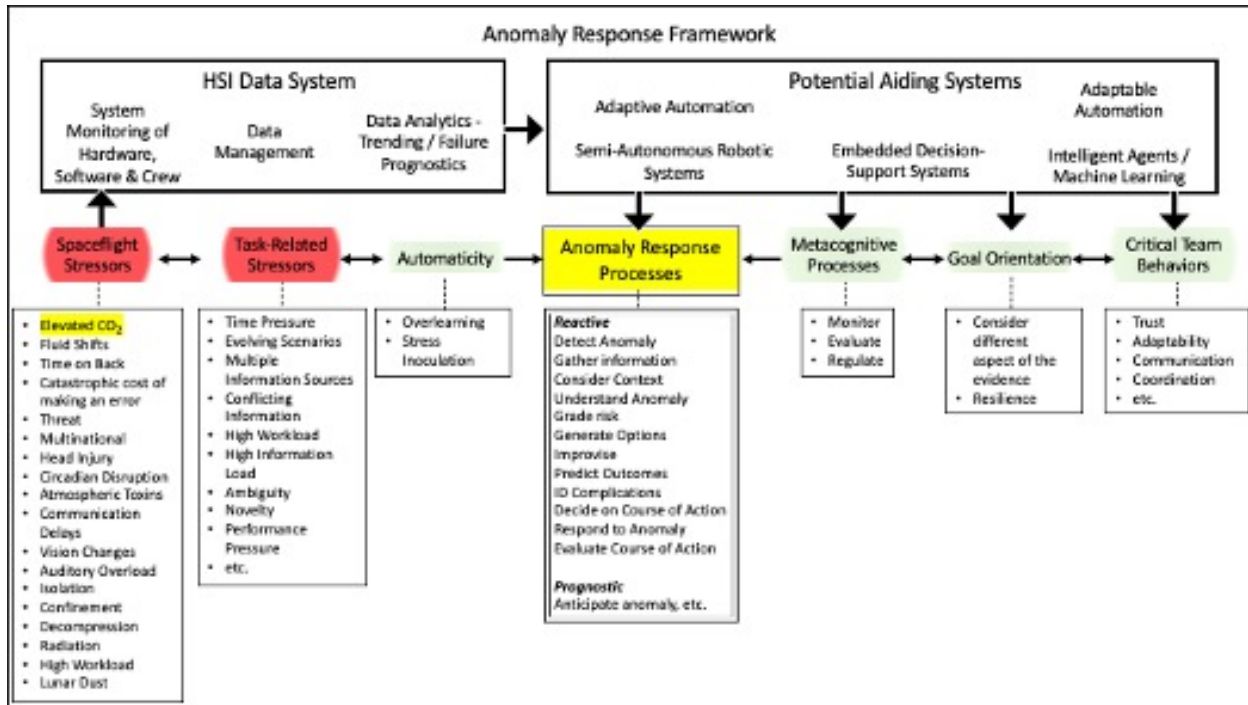 Anomaly Response Framework
HSI Data System
System
Monitoring of
Hardware,
Software & Crew
Data
Management
Data Analytics -
Trending / Failure
Prognostics
Potential Aiding Systems
Adaptive Automation
Adaptable
Automation
Semi-Autonomous Robotic
Systems
Embedded Decision-
Support Systems
Intelligent Agents /
Machine Learning
Spaceflight
Stressors
Task-Related
Stressors
Automaticity
Anomaly Response
Processes
Metacognitive
Processes
Goal Orientation
Critical Team
Behaviors
• Elevated CO₂
• Fluid Shifts
• Time on Back
• Catastrophic cost of
making an error
• Threat
• Multinational
• Head Injury
• Circadian Disruption
• Atmospheric Toxins
• Communication
Delays
• Vision Changes
• Auditory Overload
• Isolation
• Confinement
• Decompression
• Radiation
• High Workload
• Lunar Dust
• Time Pressure
• Evolving Scenarios
• Multiple
Information Sources
• Conflicting
Information
• High Workload
• High Information
Load
• Ambiguity
• Novelty
• Performance
Pressure
• etc.
• Overlearning
• Stress
Inoculation
Reactive
Detect Anomaly
Gather information
Consider Context
Understand Anomaly
Grade risk
Generate Options
Improvise
Predict Outcomes
ID Complications
Decide on Course of Action
Respond to Anomaly
Evaluate Course of Action
Prognostic
Anticipate anomaly, etc.
• Monitor
• Evaluate
• Regulate
• Consider
different
aspect of the
evidence
• Resilience
• Trust
• Adaptability
• Communication
• Coordination
• etc.